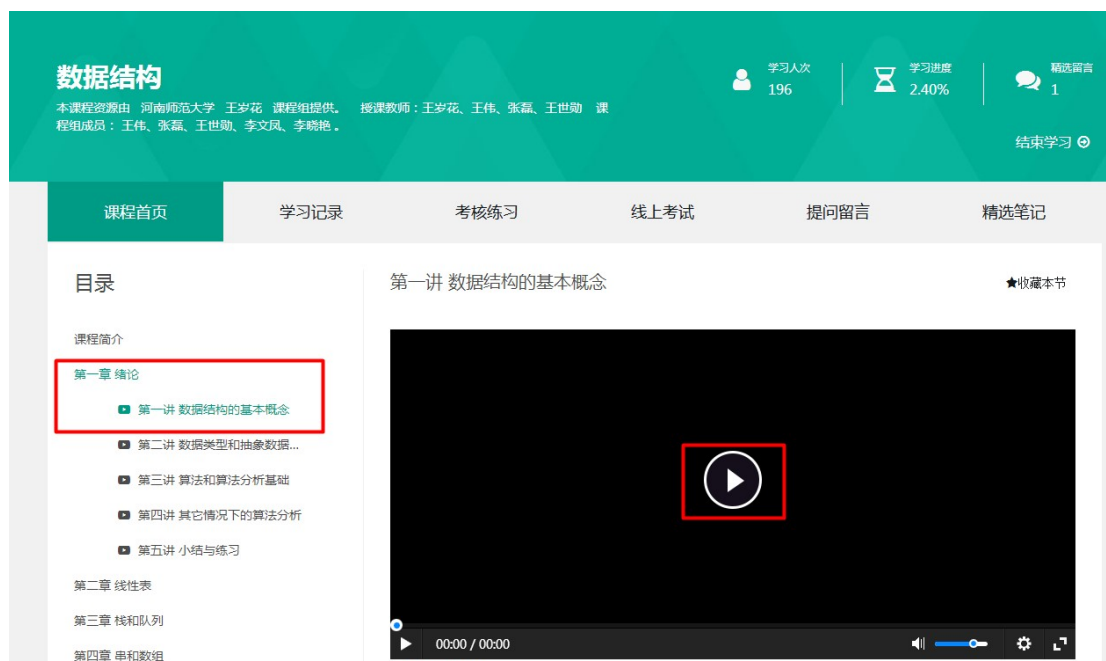 数据结构
本课程资源由 河南师范大学 王岁花 课程组提供。 授课教师：王岁花、王伟、张磊、王世勋 课
程组成员：王伟、张磊、王世勋、李文凤、李晓艳。
学习人次
196
学习进度
2.40%
精选留言
1
结束学习
课程首页 学习记录 考核练习 线上考试 提问留言 精选笔记
目录
课程简介
第一章 绪论
第一讲 数据结构的基本概念
第二讲 数据类型和抽象数据...
第三讲 算法和算法分析基础
第四讲 其它情况下的算法分析
第五讲 小结与练习
第二章 线性表
第三章 栈和队列
第四章 串和数组
第一讲 数据结构的基本概念
★收藏本节
00:00 / 00:00